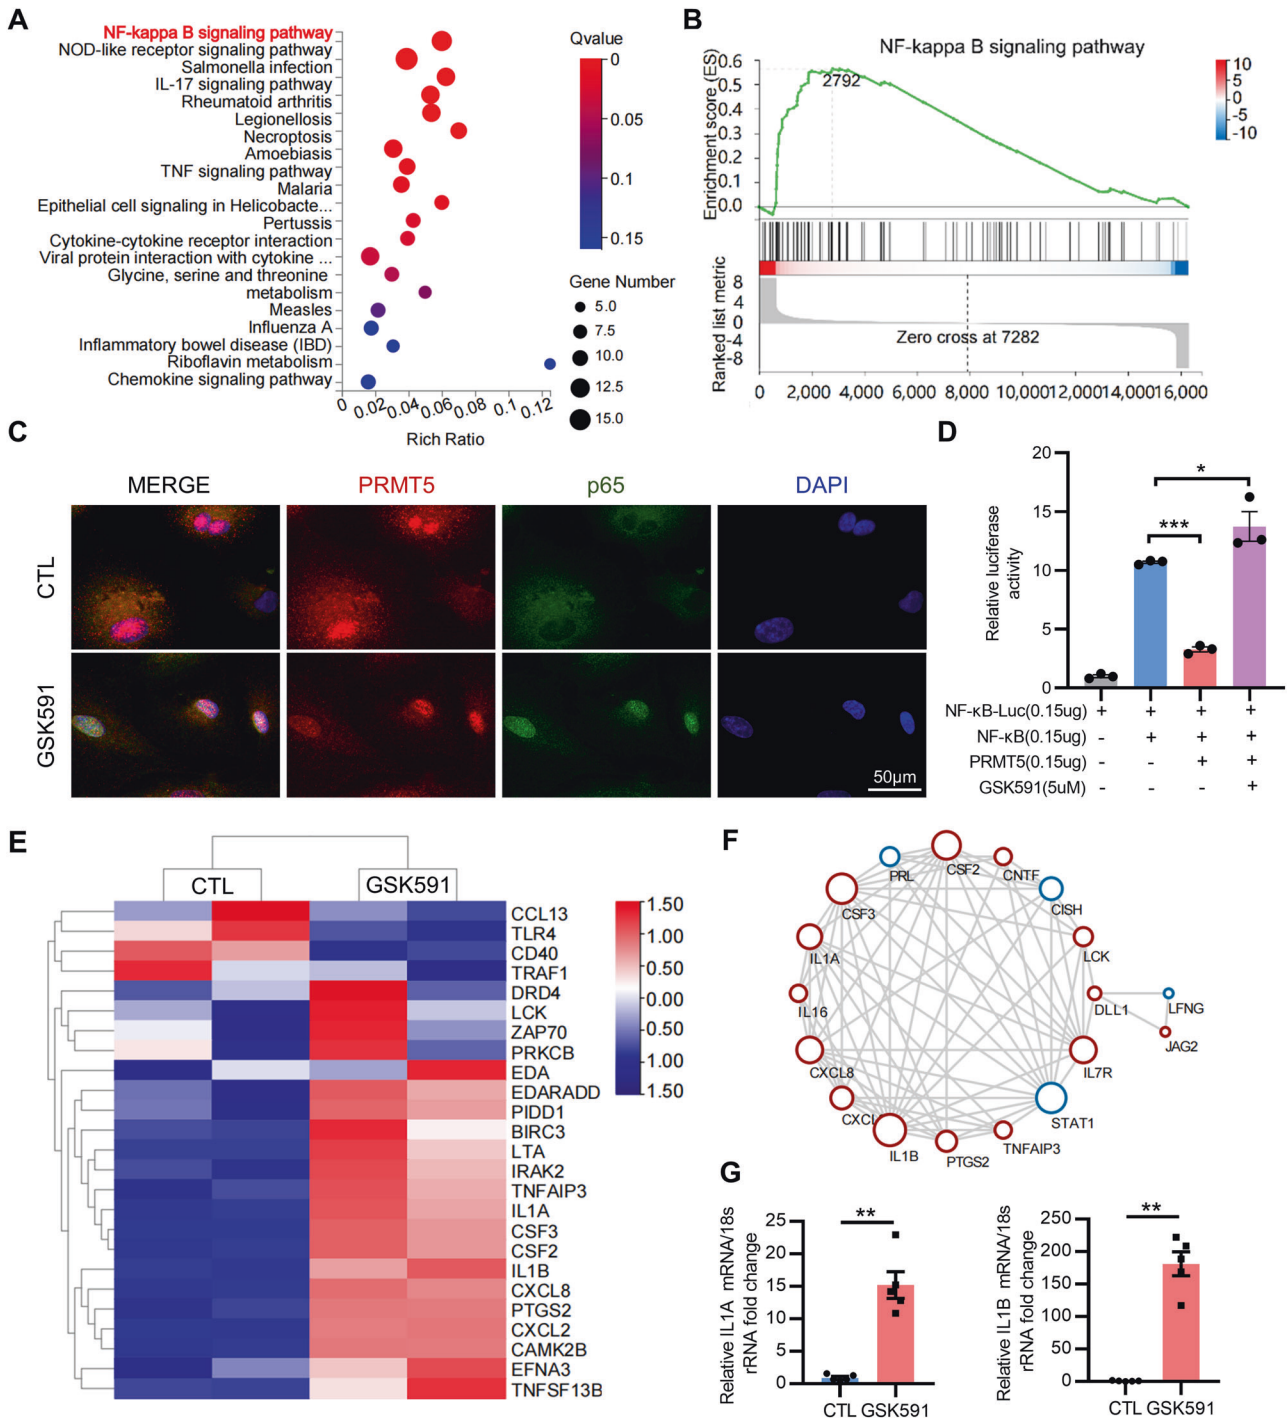 A
NF-kappa B signaling pathway
NOD-like receptor signaling pathway
Salmonella infection
IL-17 signaling pathway
Rheumatoid arthritis
Legionellosis
Necroptosis
Amoebiasis
TNF signaling pathway
Malaria
Epithelial cell signaling in Helicobacte...
Pertussis
Cytokine-cytokine receptor interaction
Viral protein interaction with cytokine ...
Glycine, serine and threonine
metabolism
Measles
Influenza A
Inflammatory bowel disease (IBD)
Riboflavin metabolism
Chemokine signaling pathway
0 0.02 0.04 0.06 0.08 0.1 0.12
Rich Ratio
Qvalue
0
0.05
0.1
0.15
Gene Number
5.0
7.5
10.0
12.5
15.0
B
NF-kappa B signaling pathway
Enrichment score (ES)
0.6
0.5
0.4
0.3
0.2
0.1
0.0
2792
10
5
0
-5
-10
Ranked list metric
8
4
0
-4
-8
Zero cross at 7282
0 2,000 4,000 6,000 8,000 10,000 12,000 14,000 16,000
C
MERGE PRMT5 p65 DAPI
CTL
GSK591
50μm
D
Relative luciferase
activity
20
15
10
5
0
*
***
NF-κB-Luc(0.15ug) + + + +
NF-κB(0.15ug) - + + +
PRMT5(0.15ug) - - + +
GSK591(5uM) - - - +
E
CTL GSK591
CCL13
TLR4
CD40
TRAF1
DRD4
LCK
ZAP70
PRKCB
EDA
EDARADD
PIDD1
BIRC3
LTA
IRAK2
TNFAIP3
IL1A
CSF3
CSF2
IL1B
CXCL8
PTGS2
CXCL2
CAMK2B
EFNA3
TNFSF13B
1.50
1.00
0.50
0.00
0.50
1.00
1.50
F
CSF2
CNTF
CISH
LCK
DLL1
LFNG
JAG2
IL7R
STAT1
TNFAIP3
PTGS2
IL1B
CXCL
CXCL8
IL16
IL1A
CSF3
PRL
G
Relative IL1A mRNA/18s
rRNA fold change
25
20
15
10
5
0
**
CTL GSK591
Relative IL1B mRNA/18s
rRNA fold change
250
200
150
100
50
0
**
CTL GSK591